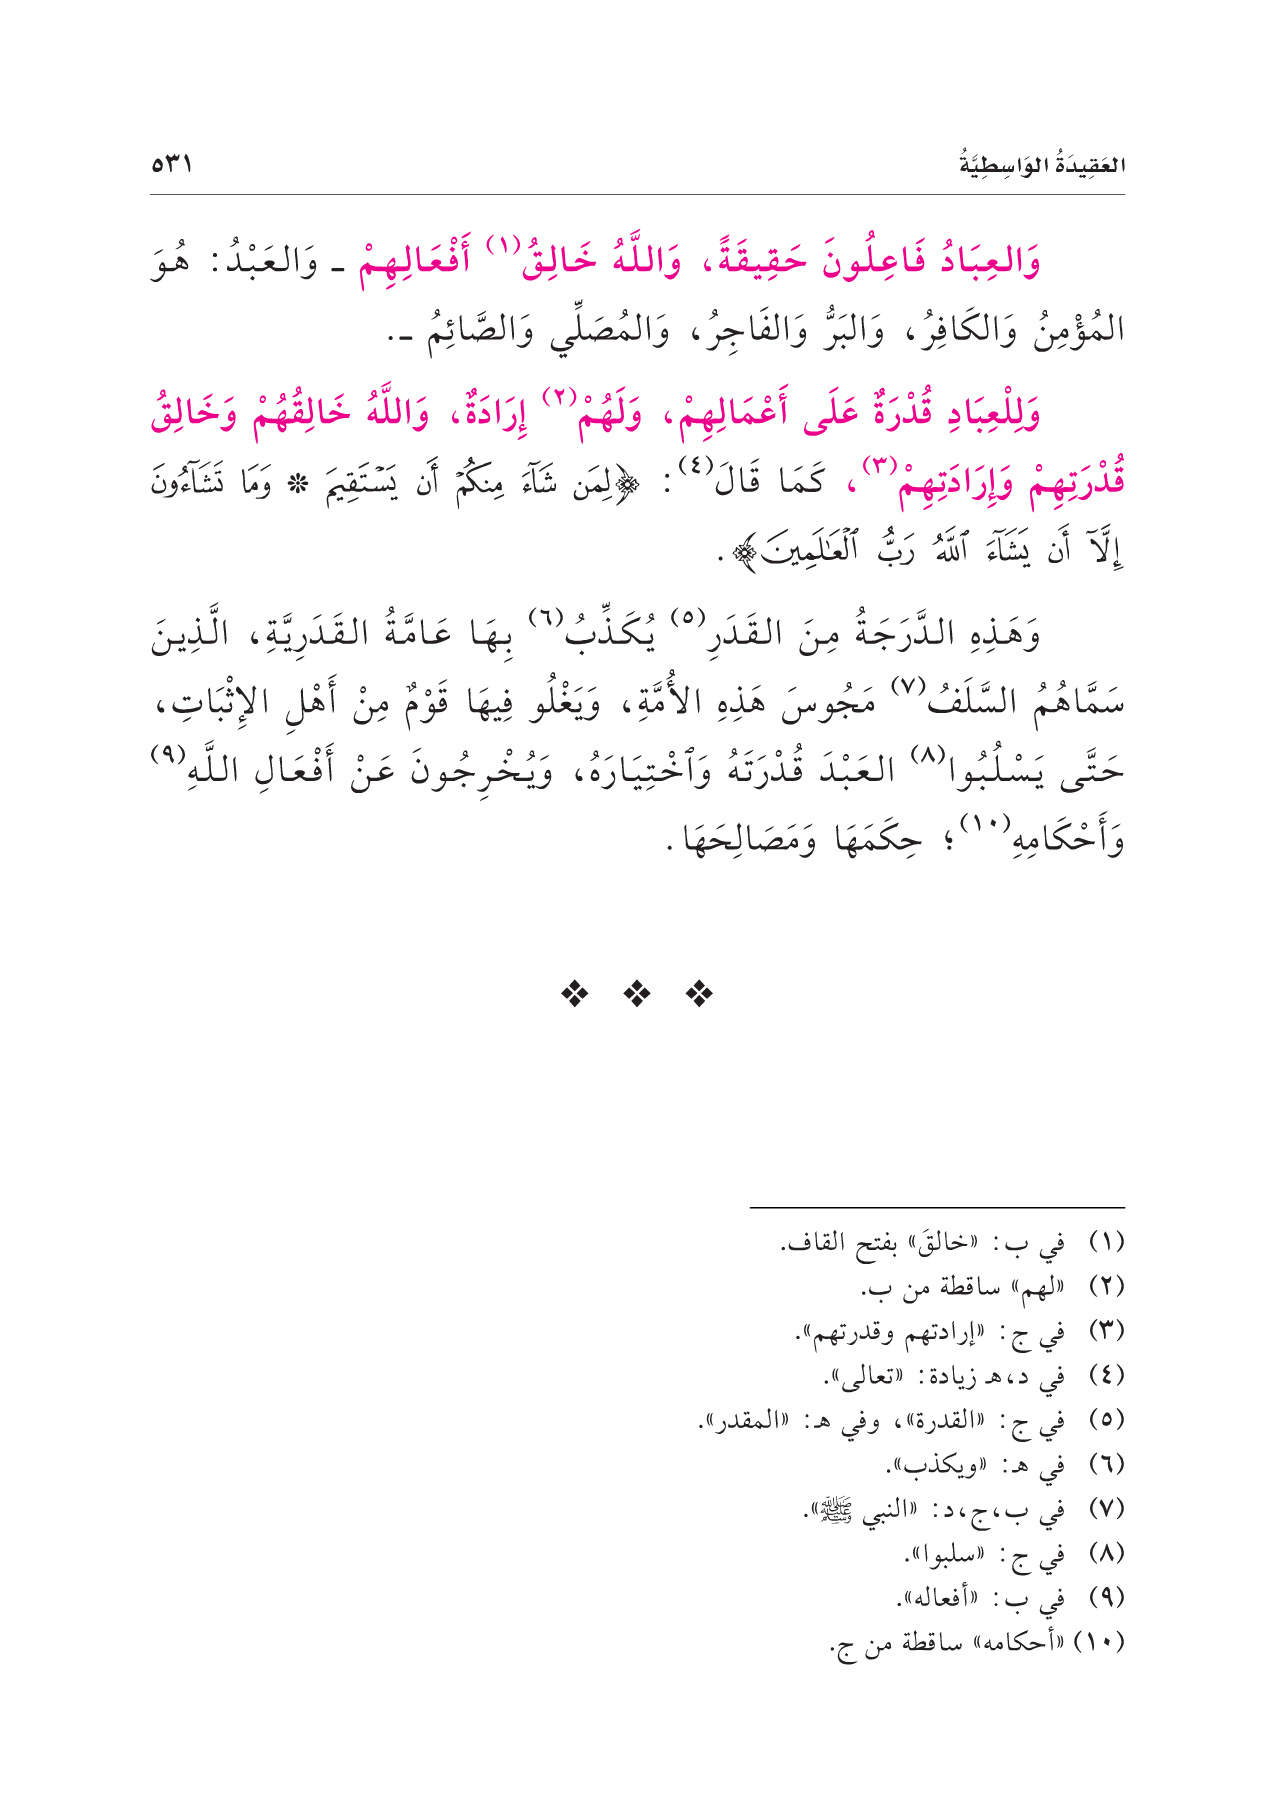 العَقِيدَةُ الوَاسِطِيَّةُ ٥٣١
وَالعِبَادُ فَاعِلُونَ حَقِيقَةً، وَاللَّهُ خَالِقُ(١) أَفْعَالِهِمْ ـ وَالعَبْدُ: هُوَ
المُؤْمِنُ وَالكَافِرُ، وَالبَرُّ وَالفَاجِرُ، وَالمُصَلِّي وَالصَّائِمُ ـ.
وَلِلْعِبَادِ قُدْرَةٌ عَلَى أَعْمَالِهِمْ، وَلَهُمْ(٢) إِرَادَةٌ، وَاللَّهُ خَالِقُهُمْ وَخَالِقُ
قُدْرَتِهِمْ وَإِرَادَتِهِمْ(٣)، كَمَا قَالَ(٤): ﴿لِمَن شَآءَ مِنكُمْ أَن يَسْتَقِيمَ * وَمَا تَشَآءُونَ
إِلَّآ أَن يَشَآءَ ٱللَّهُ رَبُّ ٱلْعَٰلَمِينَ﴾.
وَهَذِهِ الدَّرَجَةُ مِنَ القَدَرِ(٥) يُكَذِّبُ(٦) بِهَا عَامَّةُ القَدَرِيَّةِ، الَّذِينَ
سَمَّاهُمُ السَّلَفُ(٧) مَجُوسَ هَذِهِ الأُمَّةِ، وَيَغْلُو فِيهَا قَوْمٌ مِنْ أَهْلِ الإِثْبَاتِ،
حَتَّى يَسْلُبُوا(٨) العَبْدَ قُدْرَتَهُ وَٱخْتِيَارَهُ، وَيُخْرِجُونَ عَنْ أَفْعَالِ اللَّهِ(٩)
وَأَحْكَامِهِ(١٠)؛ حِكَمَهَا وَمَصَالِحَهَا.
(١) في ب: «خالقَ» بفتح القاف.
(٢) «لهم» ساقطة من ب.
(٣) في ج: «إرادتهم وقدرتهم».
(٤) في د،هـ زيادة: «تعالى».
(٥) في ج: «القدرة»، وفي هـ: «المقدر».
(٦) في هـ: «ويكذب».
(٧) في ب،ج،د: «النبي ﷺ».
(٨) في ج: «سلبوا».
(٩) في ب: «أفعاله».
(١٠) «أحكامه» ساقطة من ج.